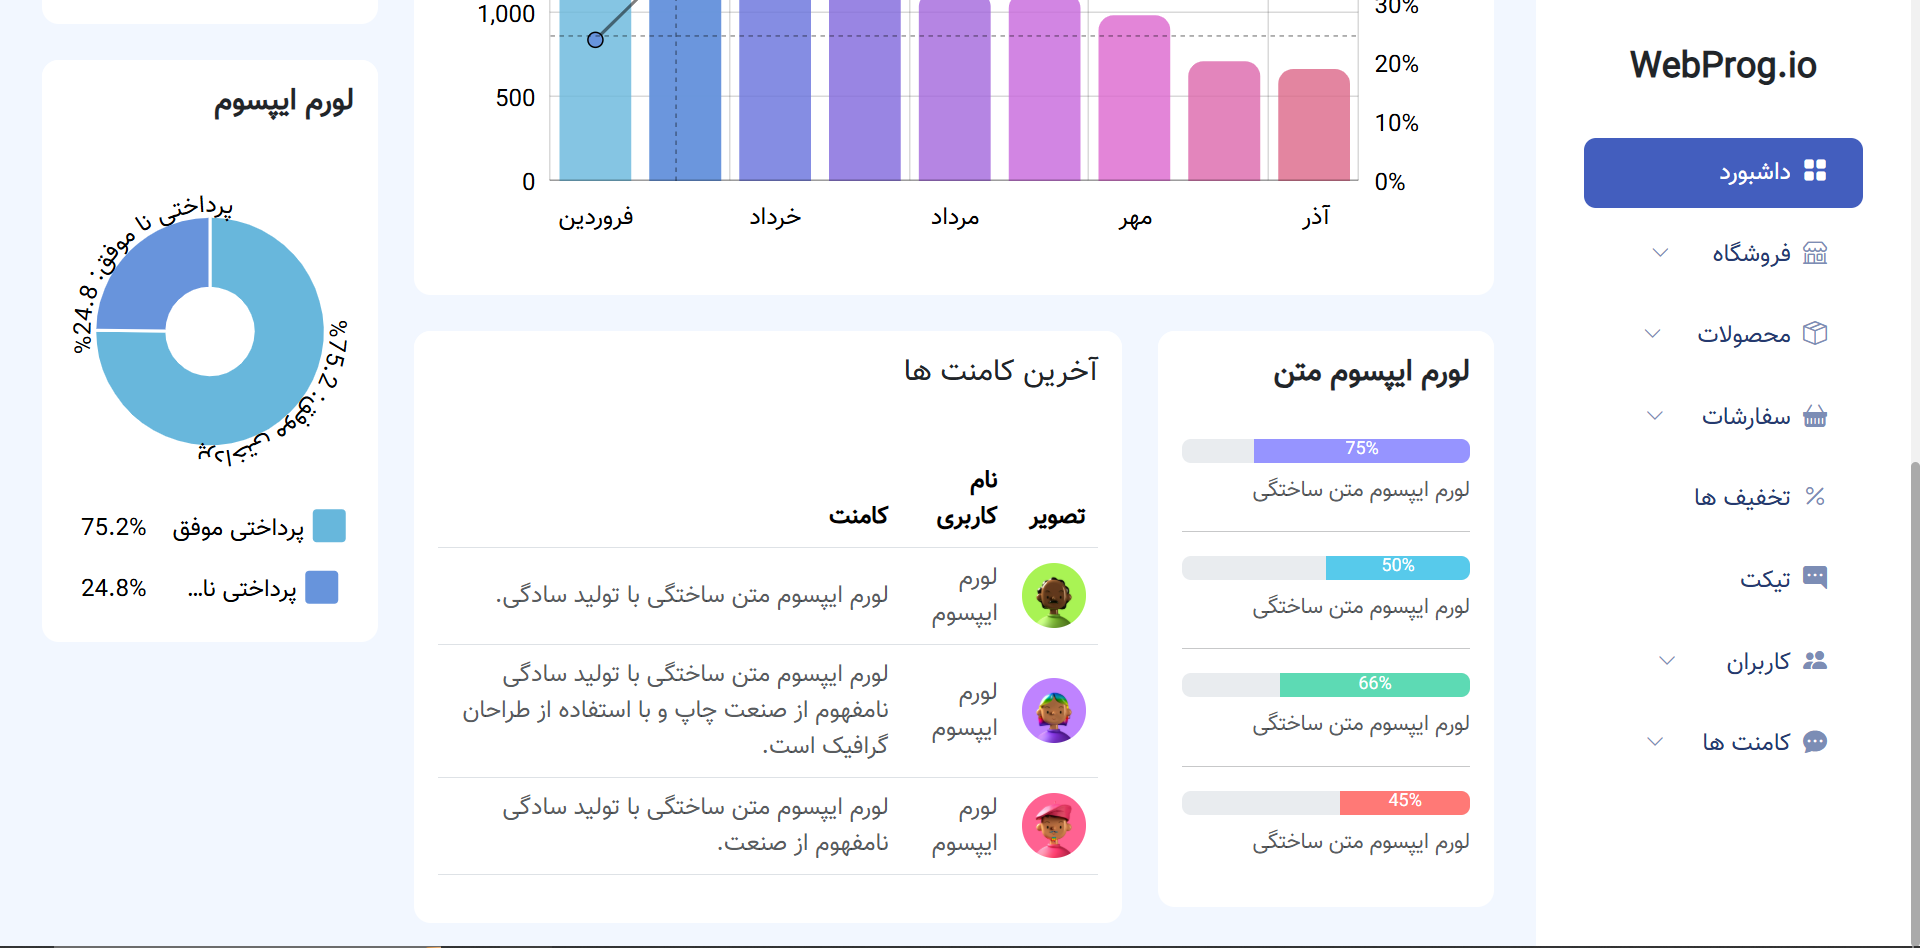 WebProg.io
داشبورد
فروشگاه
محصولات
سفارشات
تخفیف ها
تیکت
کاربران
کامنت ها
1,000
500
0
30%
20%
10%
0%
فروردین
خرداد
مرداد
مهر
آذر
لورم ایپسوم متن
75%
لورم ایپسوم متن ساختگی
50%
لورم ایپسوم متن ساختگی
66%
لورم ایپسوم متن ساختگی
45%
لورم ایپسوم متن ساختگی
آخرین کامنت ها
تصویر نام کاربری کامنت
لورم ایپسوم
لورم ایپسوم متن ساختگی با تولید سادگی.
لورم ایپسوم
لورم ایپسوم متن ساختگی با تولید سادگی
نامفهوم از صنعت چاپ و با استفاده از طراحان
گرافیک است.
لورم ایپسوم
لورم ایپسوم متن ساختگی با تولید سادگی
نامفهوم از صنعت.
لورم ایپسوم
پرداختی نا موفق: 24.8%
پرداختی موفق: 75.2%
پرداختی موفق 75.2%
پرداختی نا... 24.8%